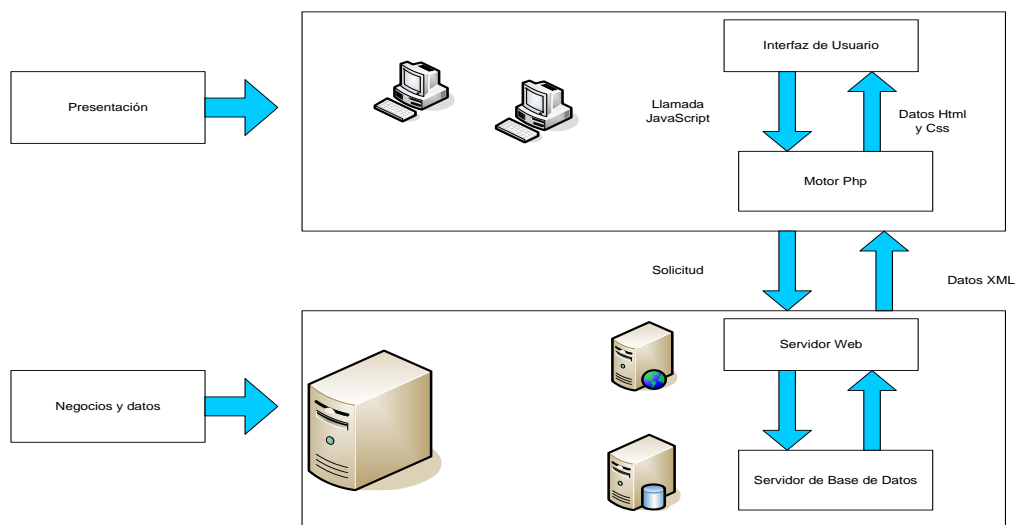 Interfaz de Usuario
Presentación
Llamada
JavaScript
Datos Html
y Css
Motor Php
Solicitud
Datos XML
Servidor Web
Negocios y datos
Servidor de Base de Datos